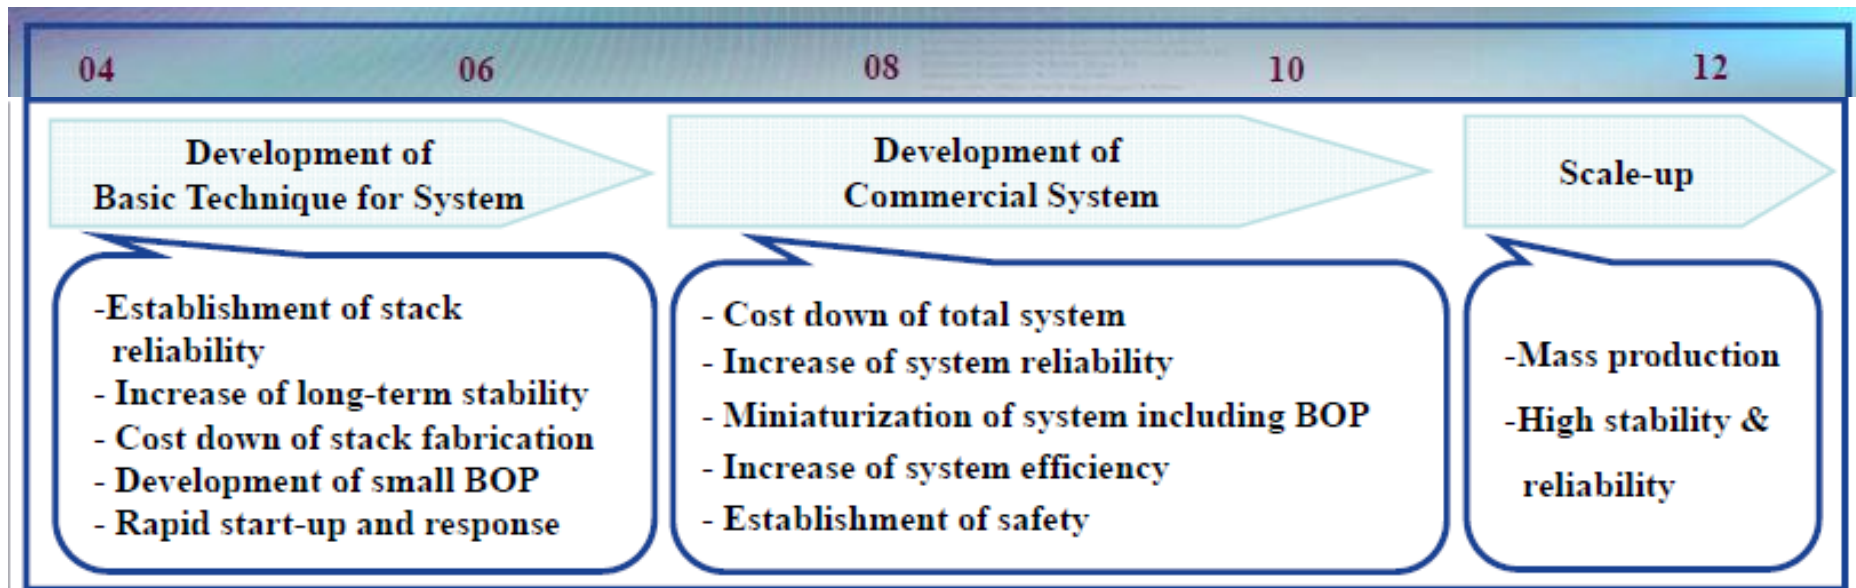 04 06 08 10 12
Development of
Basic Technique for System
Development of
Commercial System
Scale-up
-Establishment of stack
reliability
- Increase of long-term stability
- Cost down of stack fabrication
- Development of small BOP
- Rapid start-up and response
- Cost down of total system
- Increase of system reliability
- Miniaturization of system including BOP
- Increase of system efficiency
- Establishment of safety
-Mass production
-High stability &
reliability